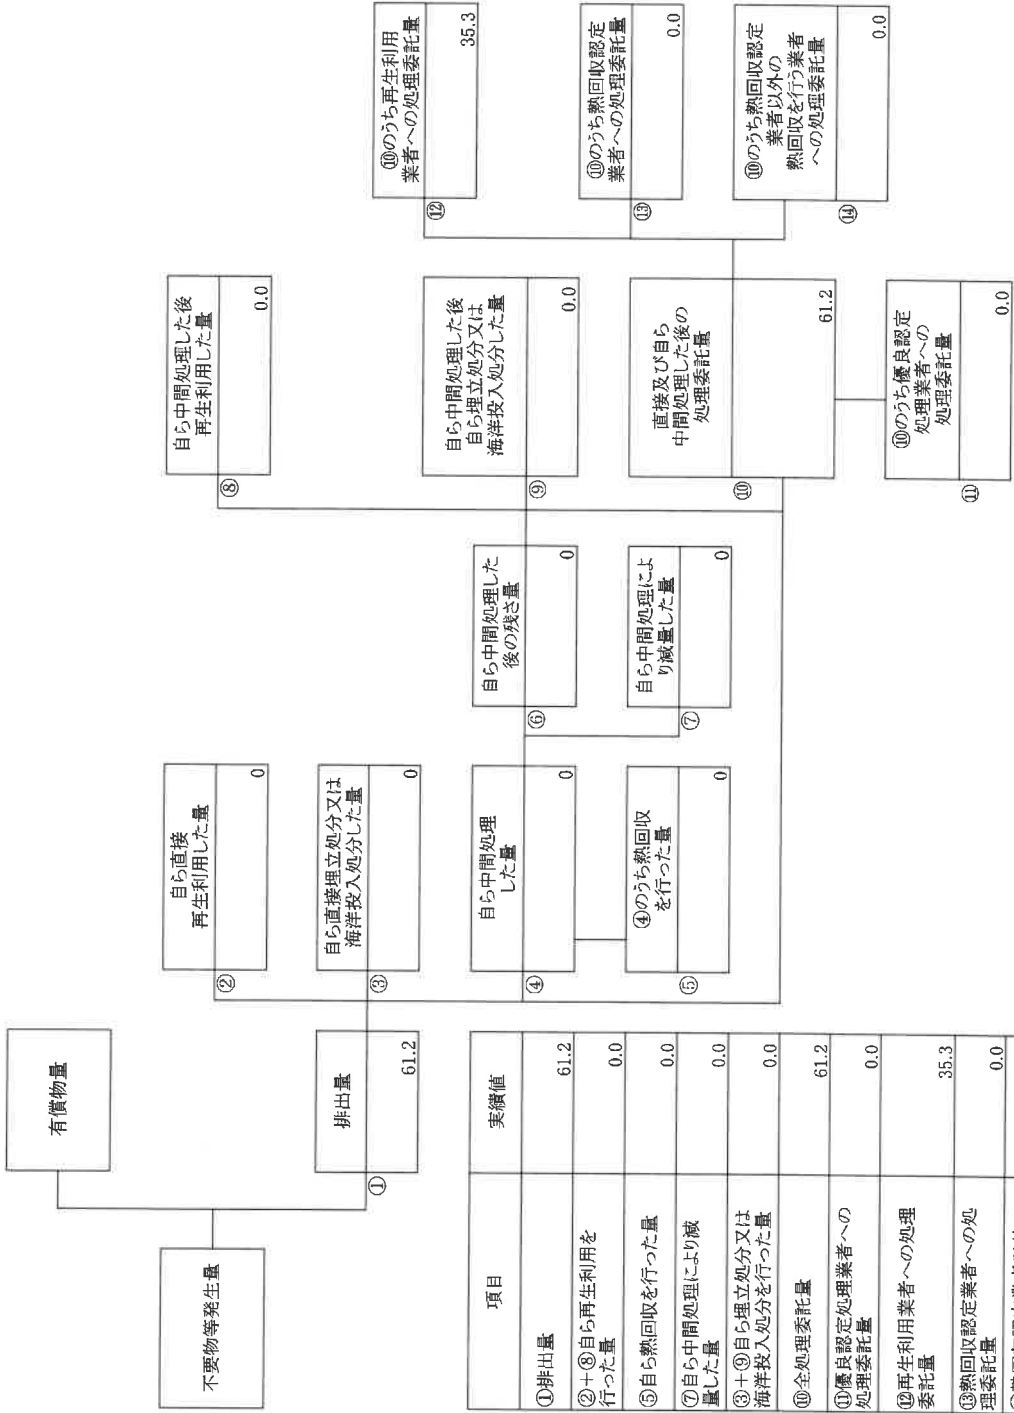 不要物等発生量
有償物量
排出量
①
61.2
自ら直接
再生利用した量
②
0
自ら直接埋立処分又は
海洋投入処分した量
③
0
自ら中間処理
した量
④
0
④のうち熱回収
を行った量
⑤
0
自ら中間処理した
後の残さ量
⑥
0
自ら中間処理によ
り減量した量
⑦
0
自ら中間処理した後
再生利用した量
⑧
0.0
自ら中間処理した後
自ら埋立処分又は
海洋投入処分した量
⑨
0.0
直接及び自ら
中間処理した後の
処理委託量
⑩
61.2
⑩のうち優良認定
処理業者への
処理委託量
⑪
0.0
⑩のうち再生利用
業者への処理委託量
⑫
35.3
⑩のうち熱回収認定
業者への処理委託量
⑬
0.0
⑩のうち熱回収認定
業者以外の
熱回収を行う業者
への処理委託量
⑭
0.0
項目 実績値
①排出量 61.2
②+⑧自ら再生利用を
行った量 0.0
⑤自ら熱回収を行った量 0.0
⑦自ら中間処理により減
量した量 0.0
③+⑨自ら埋立処分又は
海洋投入処分を行った量 0.0
⑩全処理委託量 61.2
⑪優良認定処理業者への
処理委託量 0.0
⑫再生利用業者への処理
委託量 35.3
⑬熱回収認定業者への処
理委託量 0.0